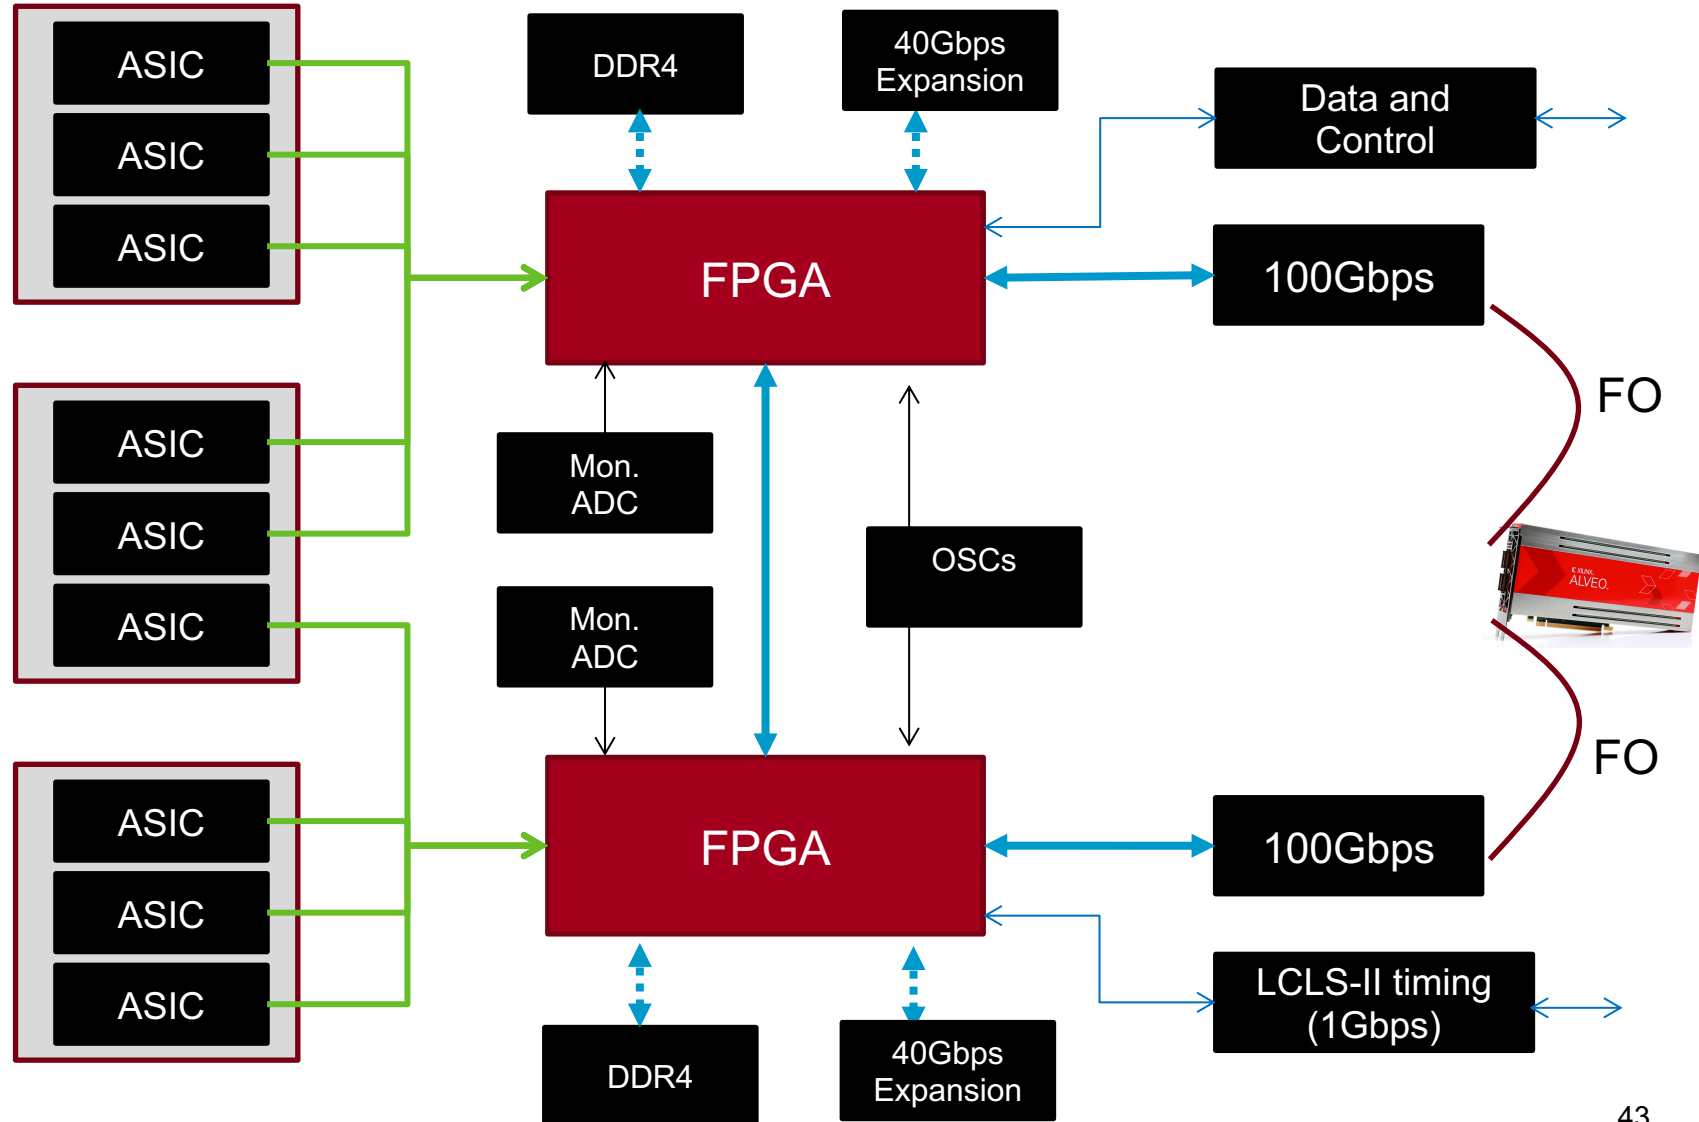 ASIC
ASIC
ASIC
ASIC
ASIC
ASIC
ASIC
ASIC
ASIC
DDR4
40Gbps
Expansion
FPGA
Mon.
ADC
Mon.
ADC
OSCs
FPGA
DDR4
40Gbps
Expansion
Data and
Control
100Gbps
FO
XILINX
ALVEO
FO
100Gbps
LCLS-II timing
(1Gbps)
43